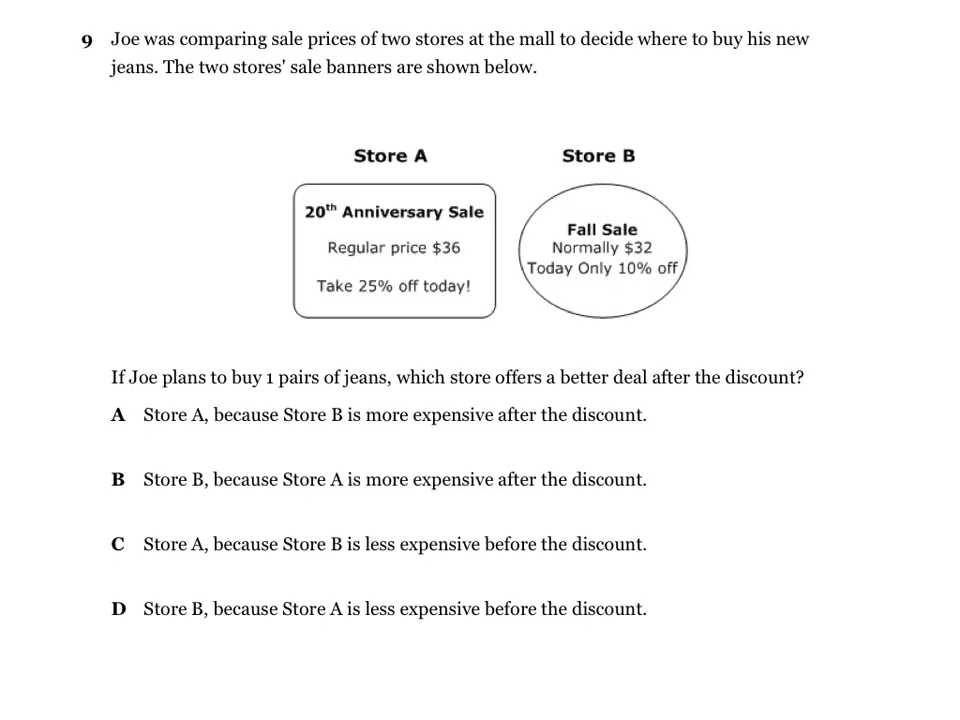 9 Joe was comparing sale prices of two stores at the mall to decide where to buy his new
jeans. The two stores' sale banners are shown below.
Store A
20th Anniversary Sale
Regular price $36
Take 25% off today!
Store B
Fall Sale
Normally $32
Today Only 10% off
If Joe plans to buy 1 pairs of jeans, which store offers a better deal after the discount?
A Store A, because Store B is more expensive after the discount.
B Store B, because Store A is more expensive after the discount.
C Store A, because Store B is less expensive before the discount.
D Store B, because Store A is less expensive before the discount.